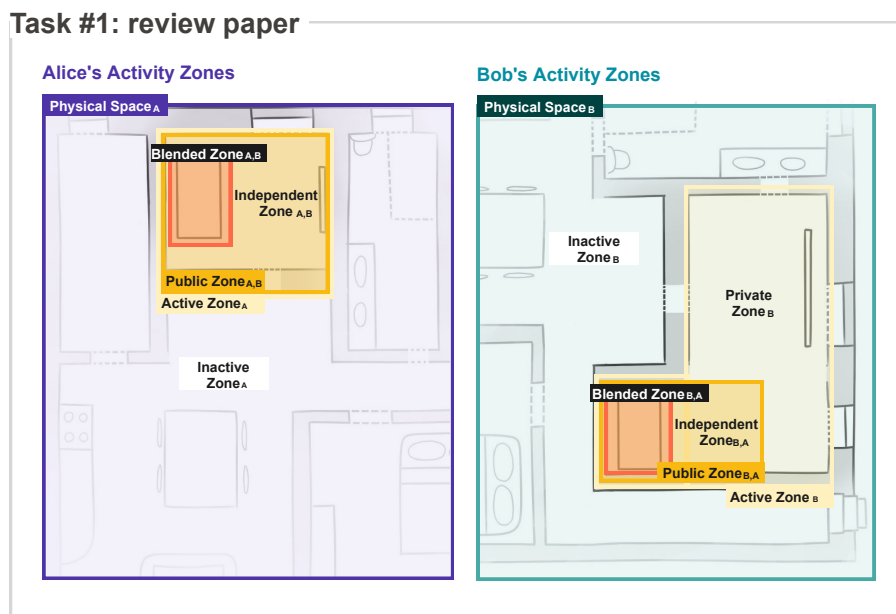 Task #1: review paper
Alice's Activity Zones
Physical Space A
Blended Zone A,B
Independent
Zone A,B
Public Zone A,B
Active Zone A
Inactive
Zone A
Bob's Activity Zones
Physical Space B
Inactive
Zone B
Private
Zone B
Blended Zone B,A
Independent
Zone B,A
Public Zone B,A
Active Zone B